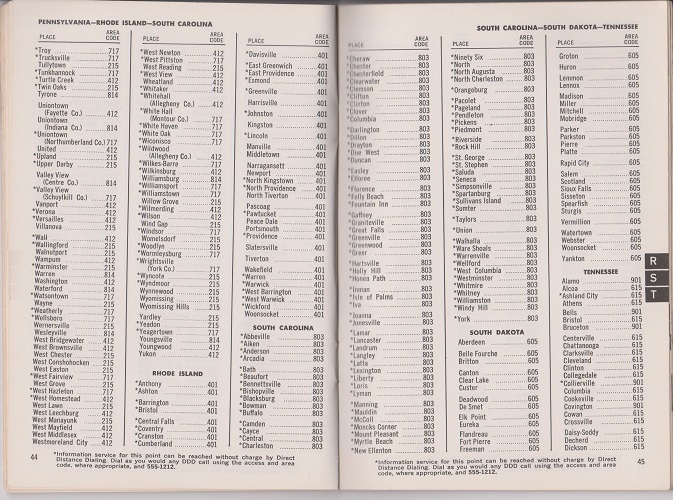 PENNSYLVANIA—RHODE ISLAND—SOUTH CAROLINA
PLACE AREA CODE
*Troy 717
*Trucksville 717
Tullytown 215
*Tunkhannock 717
*Turtle Creek 412
*Twin Oaks 215
Tyrone 814
Uniontown
(Fayette Co.) 412
Uniontown
(Indiana Co.) 814
*Uniontown
(Northumberland Co.) 717
United 412
*Upland 215
*Upper Darby 215
Valley View
(Centre Co.) 814
*Valley View
(Schuylkill Co.) 717
Vanport 412
*Verona 412
*Versailles 412
Villanova 215
*Wall 412
*Wallingford 215
Walnutport 215
Wampum 412
*Warminster 215
Warren 814
*Washington 412
Waterford 814
*Watsontown 717
Wayne 215
*Weatherly 717
*Wellsboro 717
Wernersville 215
Wesleyville 814
West Bridgewater 412
West Brownsville 412
West Chester 215
West Conshohocken 215
West Easton 215
*West Fairview 717
West Grove 215
*West Hazleton 717
*West Homestead 412
West Lawn 215
West Leechburg 412
West Manayunk 215
West Mayfield 412
West Middlesex 412
Westmoreland City 412
PLACE AREA CODE
*West Newton 412
*West Pittston 717
West Reading 215
*West View 412
Wheatland 412
*Whitaker 412
*Whitehall
(Allegheny Co.) 412
*White Hall
(Montour Co.) 717
*White Haven 717
*White Oak 412
*Wiconisco 717
*Wildwood
(Allegheny Co.) 412
*Wilkes-Barre 717
*Wilkinsburg 412
*Williamsburg 814
*Williamsport 717
*Williamstown 717
Willow Grove 215
*Wilmerding 412
*Wilson 412
Wind Gap 215
*Windsor 717
Womelsdorf 215
*Woodlyn 215
*Wormleysburg 717
*Wrightsville
(York Co.) 717
*Wyncote 215
*Wyndmoor 215
*Wynnewood 215
Wyoming 717
Wyoming Hills 215
Yardley 215
*Yeadon 215
*Yeagertown 717
Youngsville 814
Youngwood 412
Yukon 412
RHODE ISLAND
*Anthony 401
*Ashton 401
*Barrington 401
*Bristol 401
*Central Falls 401
*Coventry 401
*Cranston 401
*Cumberland 401
PLACE AREA CODE
*Davisville 401
*East Greenwich 401
*East Providence 401
*Esmond 401
*Greenville 401
Harrisville 401
*Johnston 401
Kingston 401
*Lincoln 401
Manville 401
Middletown 401
Narragansett 401
Newport 401
*North Kingstown 401
*North Providence 401
North Tiverton 401
Pascoag 401
*Pawtucket 401
Peace Dale 401
Portsmouth 401
*Providence 401
Slatersville 401
Tiverton 401
Wakefield 401
*Warren 401
*Warwick 401
*West Barrington 401
*West Warwick 401
*Wickford 401
Woonsocket 401
SOUTH CAROLINA
*Abbeville 803
*Aiken 803
*Anderson 803
*Arcadia 803
*Bath 803
*Beaufort 803
*Bennettsville 803
*Bishopville 803
*Blacksburg 803
*Bowman 803
*Buffalo 803
*Camden 803
*Cayce 803
*Central 803
*Charleston 803
*Information service for this point can be reached without charge by Direct
Distance Dialing. Dial as you would any DDD call using the access and area
code, where appropriate, and 555-1212.
44
SOUTH CAROLINA—SOUTH DAKOTA—TENNESSEE
PLACE AREA CODE
*Cheraw 803
*Chester 803
*Chesterfield 803
*Clearwater 803
*Clemson 803
*Clifton 803
*Clinton 803
*Clover 803
*Columbia 803
*Darlington 803
*Dillon 803
*Drayton 803
*Due West 803
*Duncan 803
*Easley 803
*Elloree 803
*Florence 803
*Folly Beach 803
*Fountain Inn 803
*Gaffney 803
*Graniteville 803
*Great Falls 803
*Greenville 803
*Greenwood 803
*Greer 803
*Hartsville 803
*Holly Hill 803
*Honea Path 803
*Inman 803
*Isle of Palms 803
*Iva 803
*Joanna 803
*Jonesville 803
*Lamar 803
*Lancaster 803
*Landrum 803
*Langley 803
*Latta 803
*Lexington 803
*Liberty 803
*Loris 803
*Lyman 803
*Manning 803
*Mauldin 803
*McColl 803
*Moncks Corner 803
*Mount Pleasant 803
*Myrtle Beach 803
*New Ellenton 803
PLACE AREA CODE
*Ninety Six 803
*North 803
*North Augusta 803
*North Charleston 803
*Orangeburg 803
*Pacolet 803
*Pageland 803
*Pendleton 803
*Pickens 803
*Piedmont 803
*Riverside 803
*Rock Hill 803
*St. George 803
*St. Stephen 803
*Saluda 803
*Seneca 803
*Simpsonville 803
*Spartanburg 803
*Sullivans Island 803
*Sumter 803
*Taylors 803
*Union 803
*Walhalla 803
*Ware Shoals 803
*Warrenville 803
*Wellford 803
*West Columbia 803
*Westminster 803
*Whitmire 803
*Whitney 803
*Williamston 803
*Windy Hill 803
*York 803
SOUTH DAKOTA
Aberdeen 605
Belle Fourche 605
Britton 605
Canton 605
Clear Lake 605
Custer 605
Deadwood 605
De Smet 605
Elk Point 605
Eureka 605
Flandreau 605
Fort Pierre 605
Freeman 605
PLACE AREA CODE
Groton 605
Huron 605
Lemmon 605
Lennox 605
Madison 605
Miller 605
Mitchell 605
Mobridge 605
Parker 605
Parkston 605
Pierre 605
Platte 605
Rapid City 605
Salem 605
Scotland 605
Sioux Falls 605
Sisseton 605
Spearfish 605
Sturgis 605
Vermillion 605
Watertown 605
Webster 605
Woonsocket 605
Yankton 605
TENNESSEE
Alamo 901
Alcoa 615
*Ashland City 615
Athens 615
Bells 901
Bristol 615
Bruceton 901
Centerville 615
Chattanooga 615
Clarksville 615
Cleveland 615
Clinton 615
Collegedale 615
*Collierville 901
Columbia 615
Cookeville 615
Covington 901
Cowan 615
Crossville 615
Daisy-Soddy 615
Decherd 615
Dickson 615
*Information service for this point can be reached without charge by Direct
Distance Dialing. Dial as you would any DDD call using the access and area
code, where appropriate, and 555-1212.
45
R
S
T